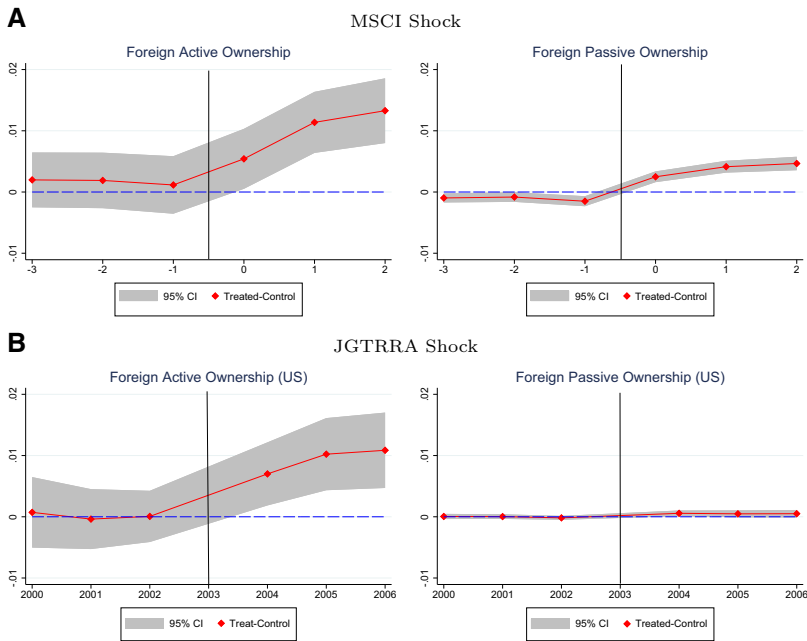 A
MSCI Shock
Foreign Active Ownership
Foreign Passive Ownership
.02
.01
0
-.01
-3 -2 -1 0 1 2
95% CI Treated-Control
.02
.01
0
-.01
-3 -2 -1 0 1 2
95% CI Treated-Control
B
JGTRRA Shock
Foreign Active Ownership (US)
Foreign Passive Ownership (US)
.02
.01
0
-.01
2000 2001 2002 2003 2004 2005 2006
95% CI Treat-Control
.02
.01
0
-.01
2000 2001 2002 2003 2004 2005 2006
95% CI Treated-Control